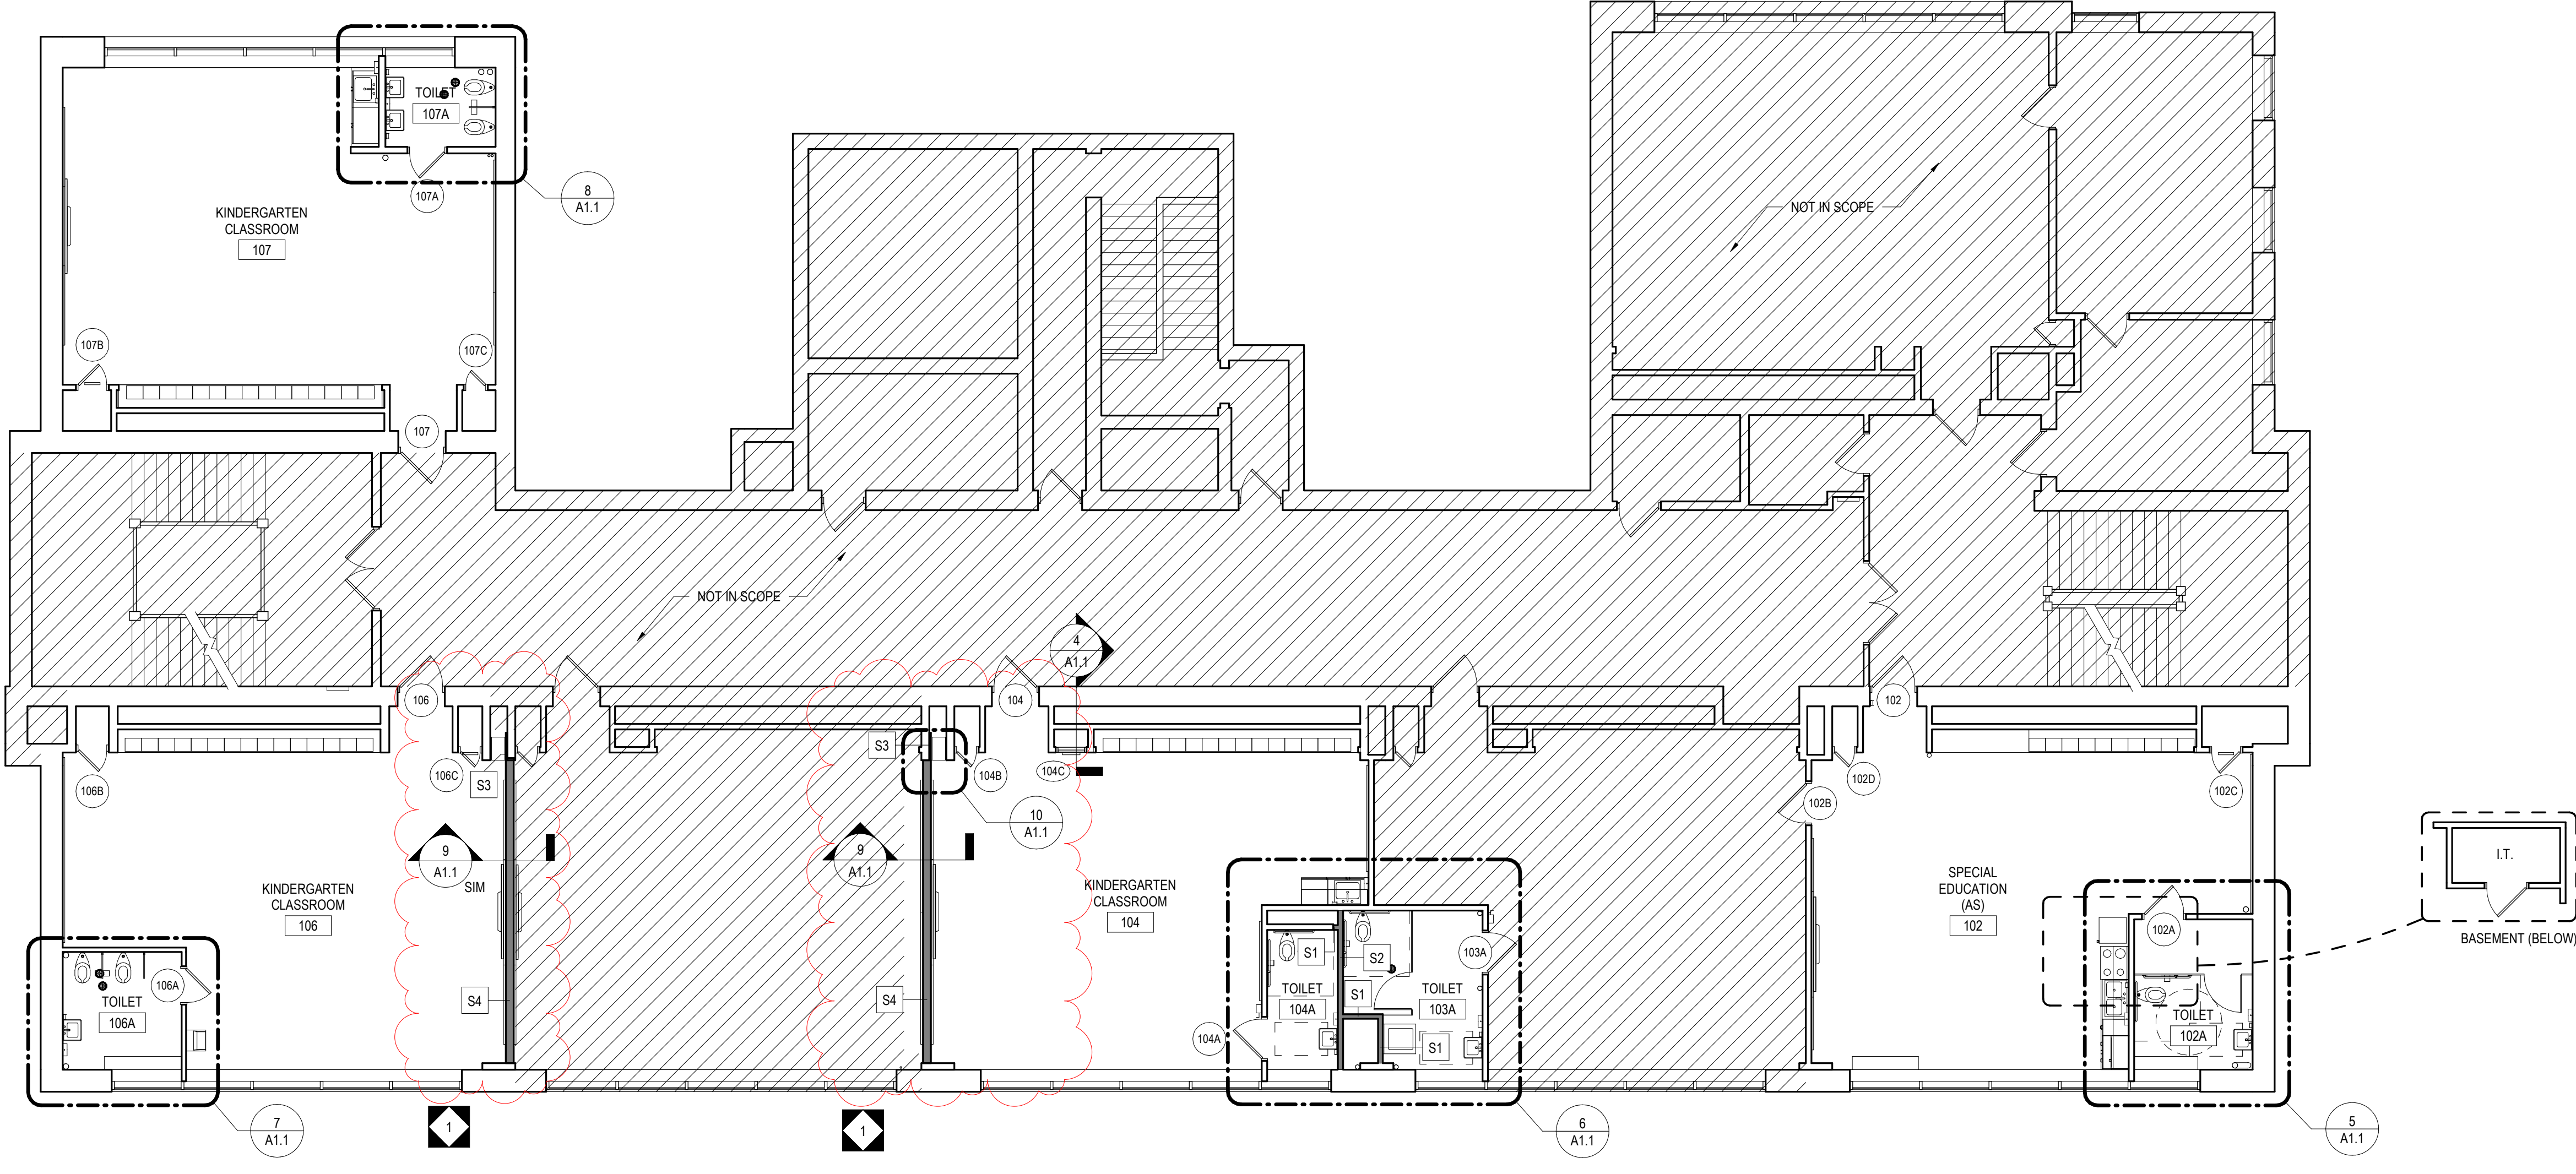 TOILET
107A
107A
8
A1.1
KINDERGARTEN
CLASSROOM
107
NOT IN SCOPE
107B
107C
107
NOT IN SCOPE
4
A1.1
106
104
102
S3
S3
106B
106C
104B
104C
102D
102B
102C
10
A1.1
9
A1.1
SIM
9
A1.1
KINDERGARTEN
CLASSROOM
106
KINDERGARTEN
CLASSROOM
104
SPECIAL
EDUCATION
(AS)
102
I.T.
BASEMENT (BELOW)
102A
S1
S2
103A
106A
TOILET
106A
S4
S4
TOILET
104A
S1
TOILET
103A
TOILET
102A
104A
S1
7
A1.1
1
1
6
A1.1
5
A1.1